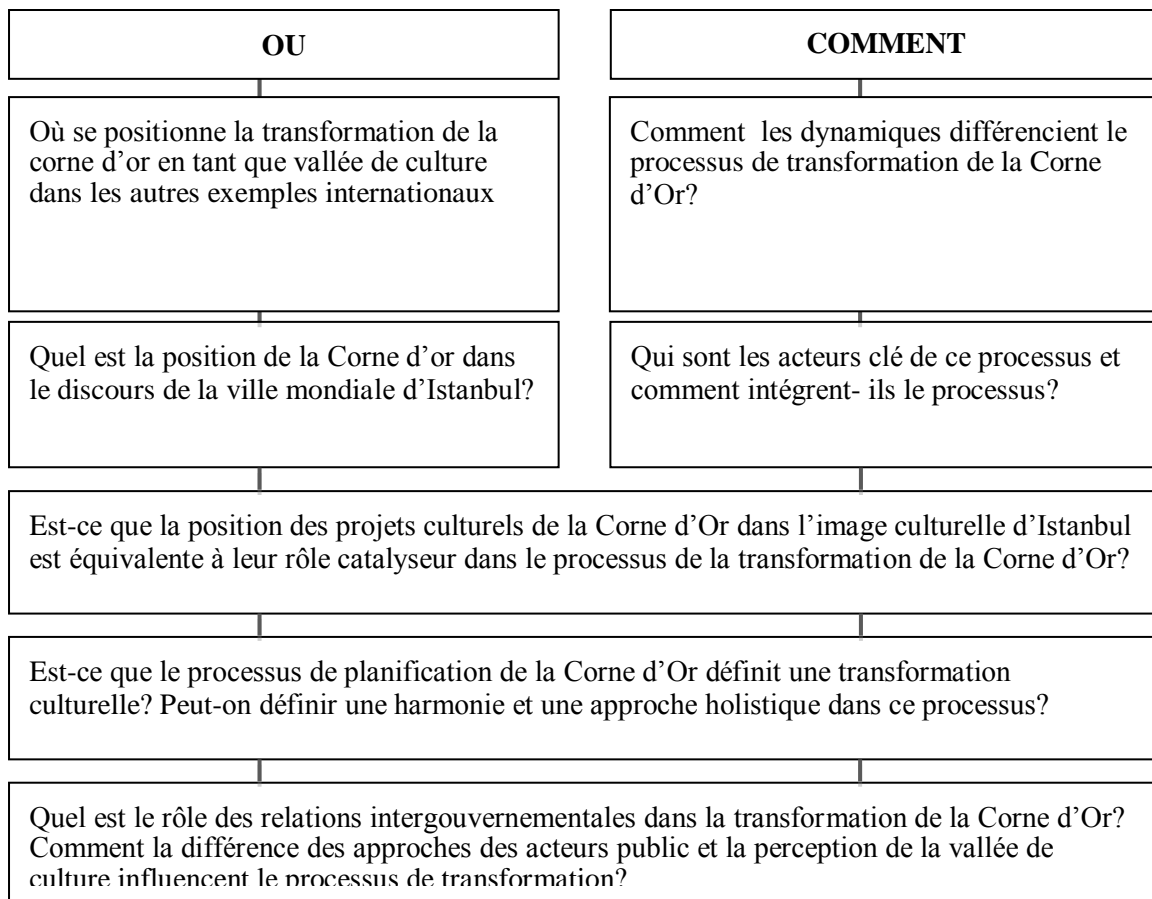 OU
COMMENT
Où se positionne la transformation de la
corne d'or en tant que vallée de culture
dans les autres exemples internationaux
Comment  les dynamiques différencient le
processus de transformation de la Corne
d'Or?
Quel est la position de la Corne d'or dans
le discours de la ville mondiale d'Istanbul?
Qui sont les acteurs clé de ce processus et
comment intégrent- ils le processus?
Est-ce que la position des projets culturels de la Corne d'Or dans l'image culturelle d'Istanbul
est équivalente à leur rôle catalyseur dans le processus de la transformation de la Corne d'Or?
Est-ce que le processus de planification de la Corne d'Or définit une transformation
culturelle? Peut-on définir une harmonie et une approche holistique dans ce processus?
Quel est le rôle des relations intergouvernementales dans la transformation de la Corne d'Or?
Comment la différence des approches des acteurs public et la perception de la vallée de
culture influencent le processus de transformation?